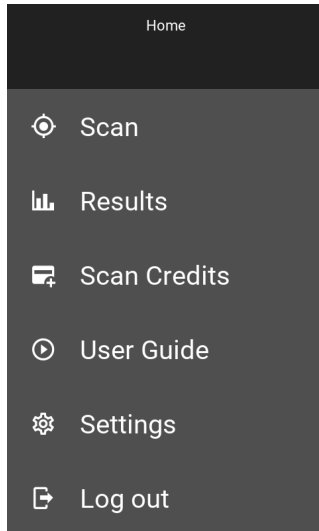 Home
Scan
Results
Scan Credits
User Guide
Settings
Log out